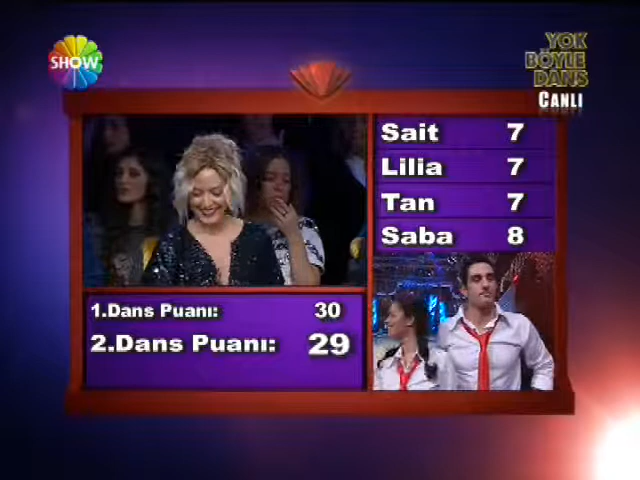 SHOW
YOK
BÖYLE
DANS
CANLI
Sait 7
Lilia 7
Tan 7
Saba 8
1.Dans Puanı: 30
2.Dans Puanı: 29